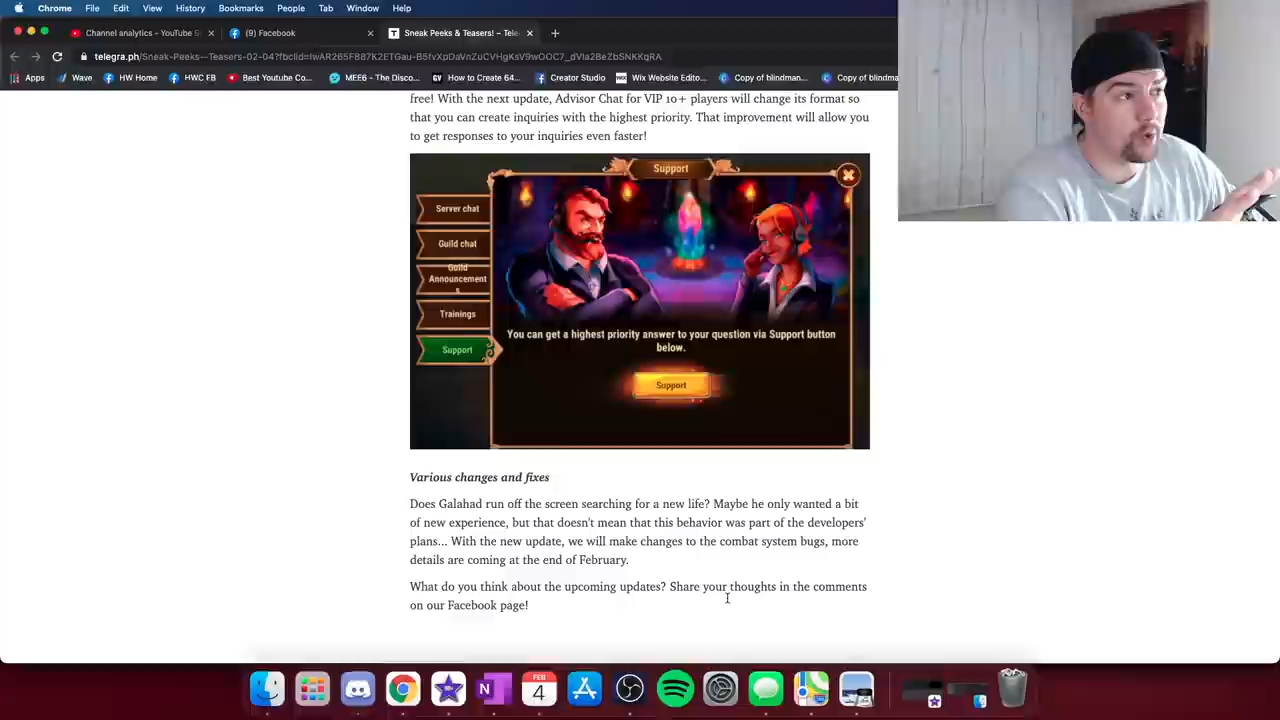 Chrome File Edit View History Bookmarks People Tab Window Help
Channel analytics - YouTube S
(9) Facebook
Sneak Peeks & Teasers! – Teleg
telegra.ph/Sneak-Peeks--Teasers-02-04?fbclid=
Apps Wave HW Home HWC FB Best Youtube Co... MEE6 - The Disco... How to Create 64... Creator Studio Wix Website Edito... Copy of blindman... Copy of blindm
free! With the next update, Advisor Chat for VIP 10+ players will change its format so
that you can create inquiries with the highest priority. That improvement will allow you
to get responses to your inquiries even faster!
Support
Server chat
Guild chat
Guild
Announcement
s
Trainings
Support
You can get a highest priority answer to your question via Support button
below.
Support
Various changes and fixes
Does Galahad run off the screen searching for a new life? Maybe he only wanted a bit
of new experience, but that doesn't mean that this behavior was part of the developers'
plans... With the new update, we will make changes to the combat system bugs, more
details are coming at the end of February.
What do you think about the upcoming updates? Share your thoughts in the comments
on our Facebook page!
FEB
4